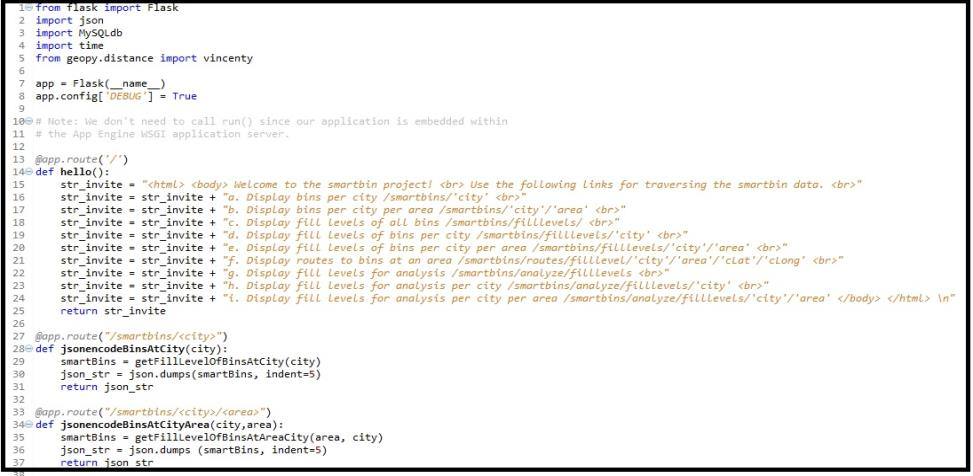 1 from flask import Flask
2 import json
3 import MySQLdb
4 import time
5 from geopy.distance import vincenty
6
7 app = Flask(__name__)
8 app.config['DEBUG'] = True
9
10 # Note: We don't need to call run() since our application is embedded within
11 # the App Engine WSGI application server.
12
13 @app.route('/')
14 def hello():
15     str_invite = "<html> <body> Welcome to the smartbin project! <br> Use the following links for traversing the smartbin data. <br>"
16     str_invite = str_invite + "a. Display bins per city /smartbins/'city' <br>"
17     str_invite = str_invite + "b. Display bins per city per area /smartbins/'city'/'area' <br>"
18     str_invite = str_invite + "c. Display fill levels of all bins /smartbins/filllevels/ <br>"
19     str_invite = str_invite + "d. Display fill levels of bins per city /smartbins/filllevels/'city' <br>"
20     str_invite = str_invite + "e. Display fill levels of bins per city per area /smartbins/filllevels/'city'/'area' <br>"
21     str_invite = str_invite + "f. Display routes to bins at an area /smartbins/routes/filllevel/'city'/'area'/'cLat'/'cLong' <br>"
22     str_invite = str_invite + "g. Display fill levels for analysis /smartbins/analyze/filllevels <br>"
23     str_invite = str_invite + "h. Display fill levels for analysis per city /smartbins/analyze/filllevels/'city' <br>"
24     str_invite = str_invite + "i. Display fill levels for analysis per city per area /smartbins/analyze/filllevels/'city'/'area' </body> </html> \n"
25     return str_invite
26
27 @app.route("/smartbins/<city>")
28 def jsonencodeBinsAtCity(city):
29     smartBins = getFillLevelOfBinsAtCity(city)
30     json_str = json.dumps(smartBins, indent=5)
31     return json_str
32
33 @app.route("/smartbins/<city>/<area>")
34 def jsonencodeBinsAtCityArea(city,area):
35     smartBins = getFillLevelOfBinsAtAreaCity(area, city)
36     json_str = json.dumps (smartBins, indent=5)
37     return json_str
38